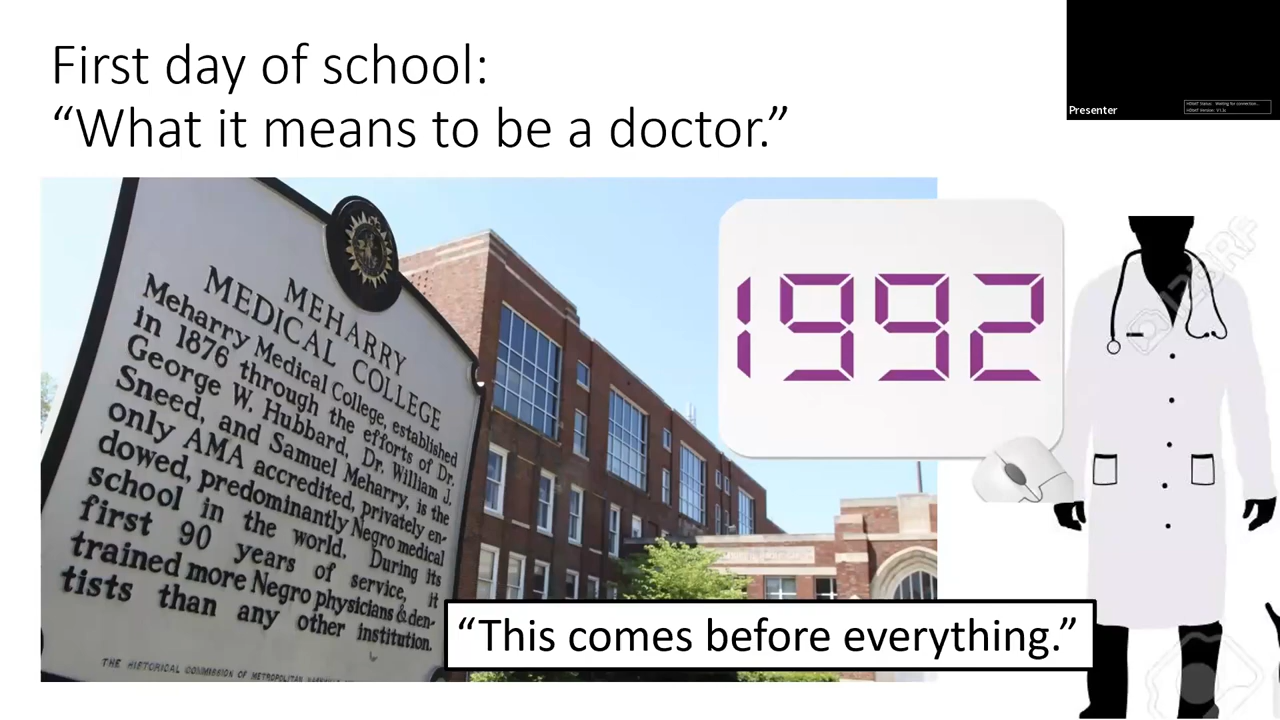 First day of school:
“What it means to be a doctor.”
Presenter
MEHARRY
MEDICAL COLLEGE
Meharry Medical College, established
in 1876 through the efforts of Dr.
George W. Hubbard, Dr. William J.
Sneed, and Samuel Meharry, is the
only AMA accredited, privately en-
dowed, predominantly Negro medical
school in the world. During its
first 90 years of service, it
trained more Negro physicians & den-
tists than any other institution.
THE HISTORICAL COMMISSION OF METROPOLITAN
1992
“This comes before everything.”
123RF